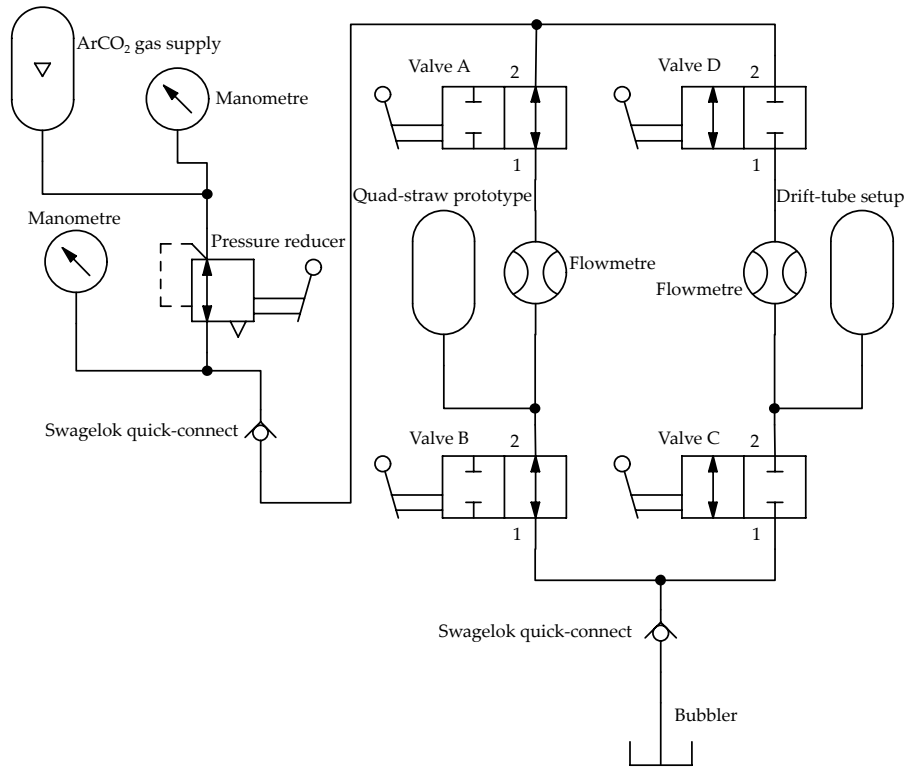 ArCO₂ gas supply
Manometre
Manometre
Pressure reducer
Swagelok quick-connect
Valve A
2
1
Valve D
2
1
Quad-straw prototype
Flowmetre
Drift-tube setup
Flowmetre
Valve B
2
1
Valve C
2
1
Swagelok quick-connect
Bubbler